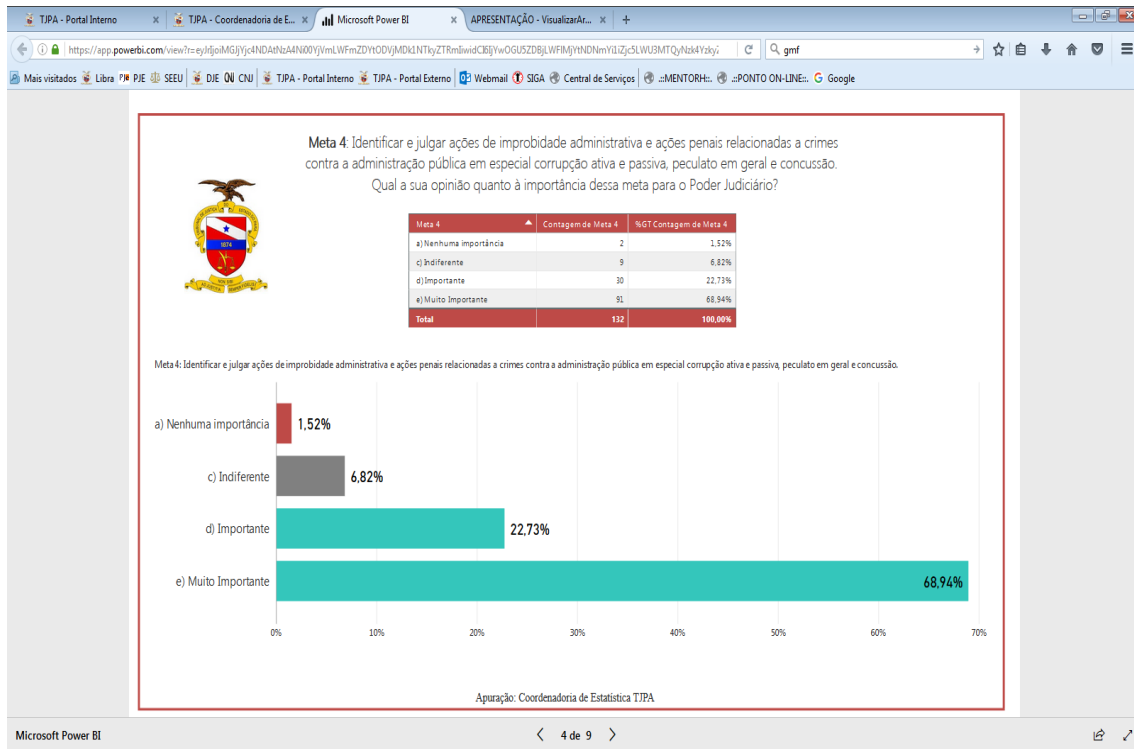 TJPA - Portal Interno
TJPA - Coordenadoria de E...
Microsoft Power BI
APRESENTAÇÃO - VisualizarAr...
gmf
Mais visitados Libra PJe PJE SEEU DJE CNJ TJPA - Portal Interno TJPA - Portal Externo Webmail SIGA Central de Serviços .::MENTORH::. .::PONTO ON-LINE::. Google
Meta 4: Identificar e julgar ações de improbidade administrativa e ações penais relacionadas a crimes
contra a administração pública em especial corrupção ativa e passiva, peculato em geral e concussão.
Qual a sua opinião quanto à importância dessa meta para o Poder Judiciário?
1874
Meta 4 Contagem de Meta 4 %GT Contagem de Meta 4
a) Nenhuma importância 2 1,52%
c) Indiferente 9 6,82%
d) Importante 30 22,73%
e) Muito Importante 91 68,94%
Total 132 100,00%
Meta 4: Identificar e julgar ações de improbidade administrativa e ações penais relacionadas a crimes contra a administração pública em especial corrupção ativa e passiva, peculato em geral e concussão.
a) Nenhuma importância 1,52%
c) Indiferente 6,82%
d) Importante 22,73%
e) Muito Importante 68,94%
0% 10% 20% 30% 40% 50% 60% 70%
Apuração: Coordenadoria de Estatística TJPA
Microsoft Power BI
4 de 9